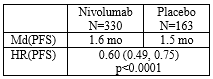 Nivolumab Placebo
N=330 N=163
Md(PFS) 1.6 mo 1.5 mo
HR(PFS) 0.60 (0.49, 0.75)
p<0.0001